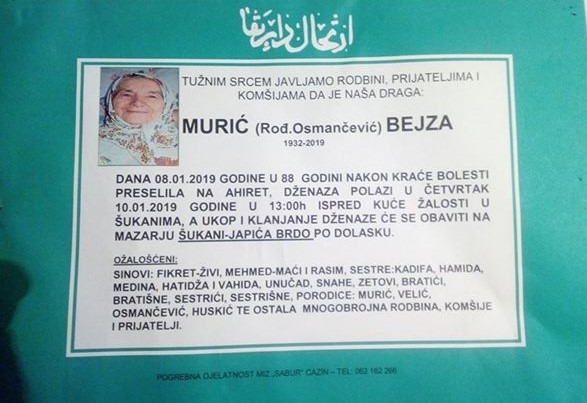 ارتحال دار بقا
TUŽNIM SRCEM JAVLJAMO RODBINI, PRIJATELJIMA I
KOMŠIJAMA DA JE NAŠA DRAGA:
MURIĆ (Rođ.Osmančević) BEJZA
1932-2019
DANA 08.01.2019 GODINE U 88 GODINI NAKON KRAĆE BOLESTI
PRESELILA NA AHIRET, DŽENAZA POLAZI U ČETVRTAK
10.01.2019 GODINE U 13:00h ISPRED KUĆE ŽALOSTI U
ŠUKANIMA, A UKOP I KLANJANJE DŽENAZE ĆE SE OBAVITI NA
MAZARJU ŠUKANI-JAPIĆA BRDO PO DOLASKU.
OŽALOŠĆENI:
SINOVI: FIKRET-ŽIVI, MEHMED-MAĆI I RASIM, SESTRE:KADIFA, HAMIDA,
MEDINA, HATIDŽA I VAHIDA, UNUČAD, SNAHE, ZETOVI, BRATIĆI,
BRATIŠNE, SESTRIĆI, SESTRIŠNE, PORODICE: MURIĆ, VELIĆ,
OSMANČEVIĆ, HUSKIĆ TE OSTALA MNOGOBROJNA RODBINA, KOMŠIJE
I PRIJATELJI.
POGREBNA DJELATNOST MIZ „SABUR" CAZIN – TEL: 062 162 266